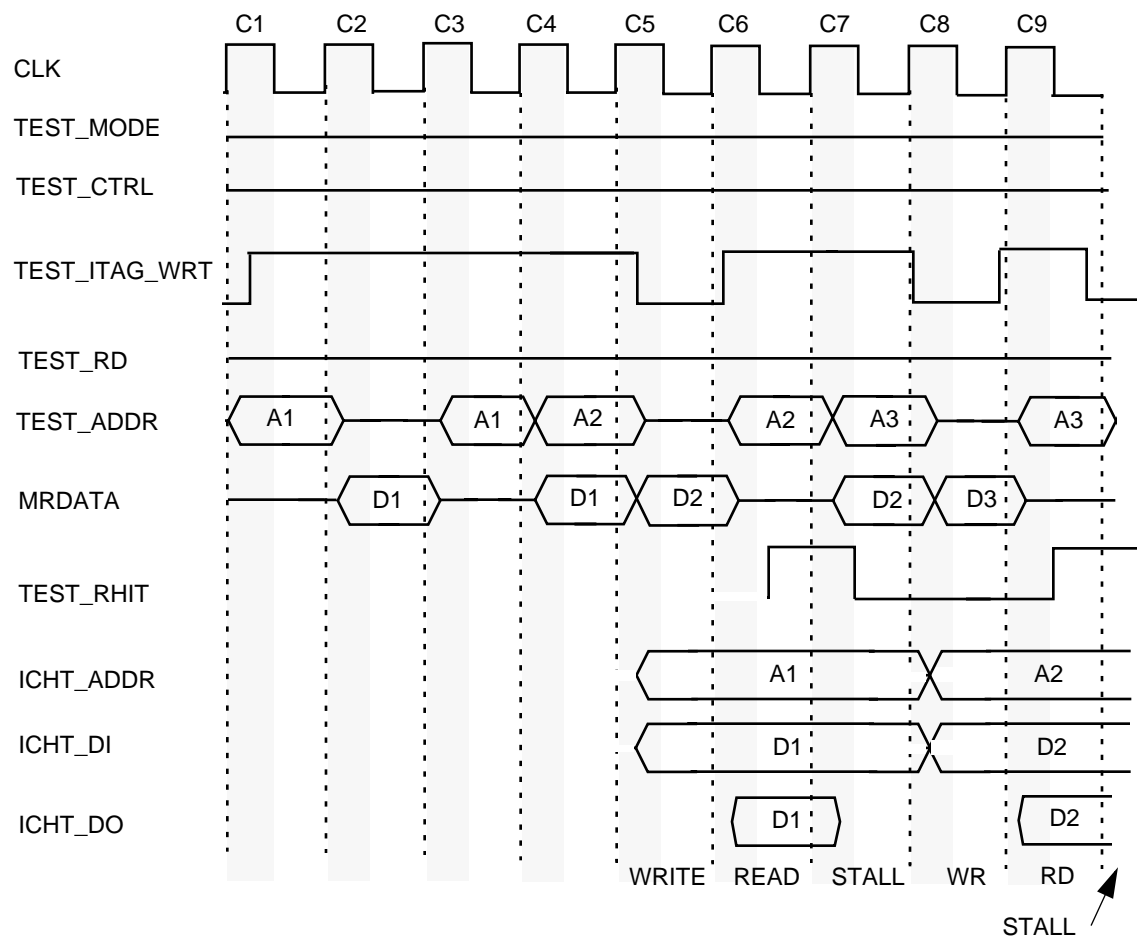 C1 C2 C3 C4 C5 C6 C7 C8 C9
CLK
TEST_MODE
TEST_CTRL
TEST_ITAG_WRT
TEST_RD
TEST_ADDR A1 A1 A2 A2 A3 A3
MRDATA D1 D1 D2 D2 D3
TEST_RHIT
ICHT_ADDR A1 A2
ICHT_DI D1 D2
ICHT_DO D1 D2
WRITE READ STALL WR RD
STALL